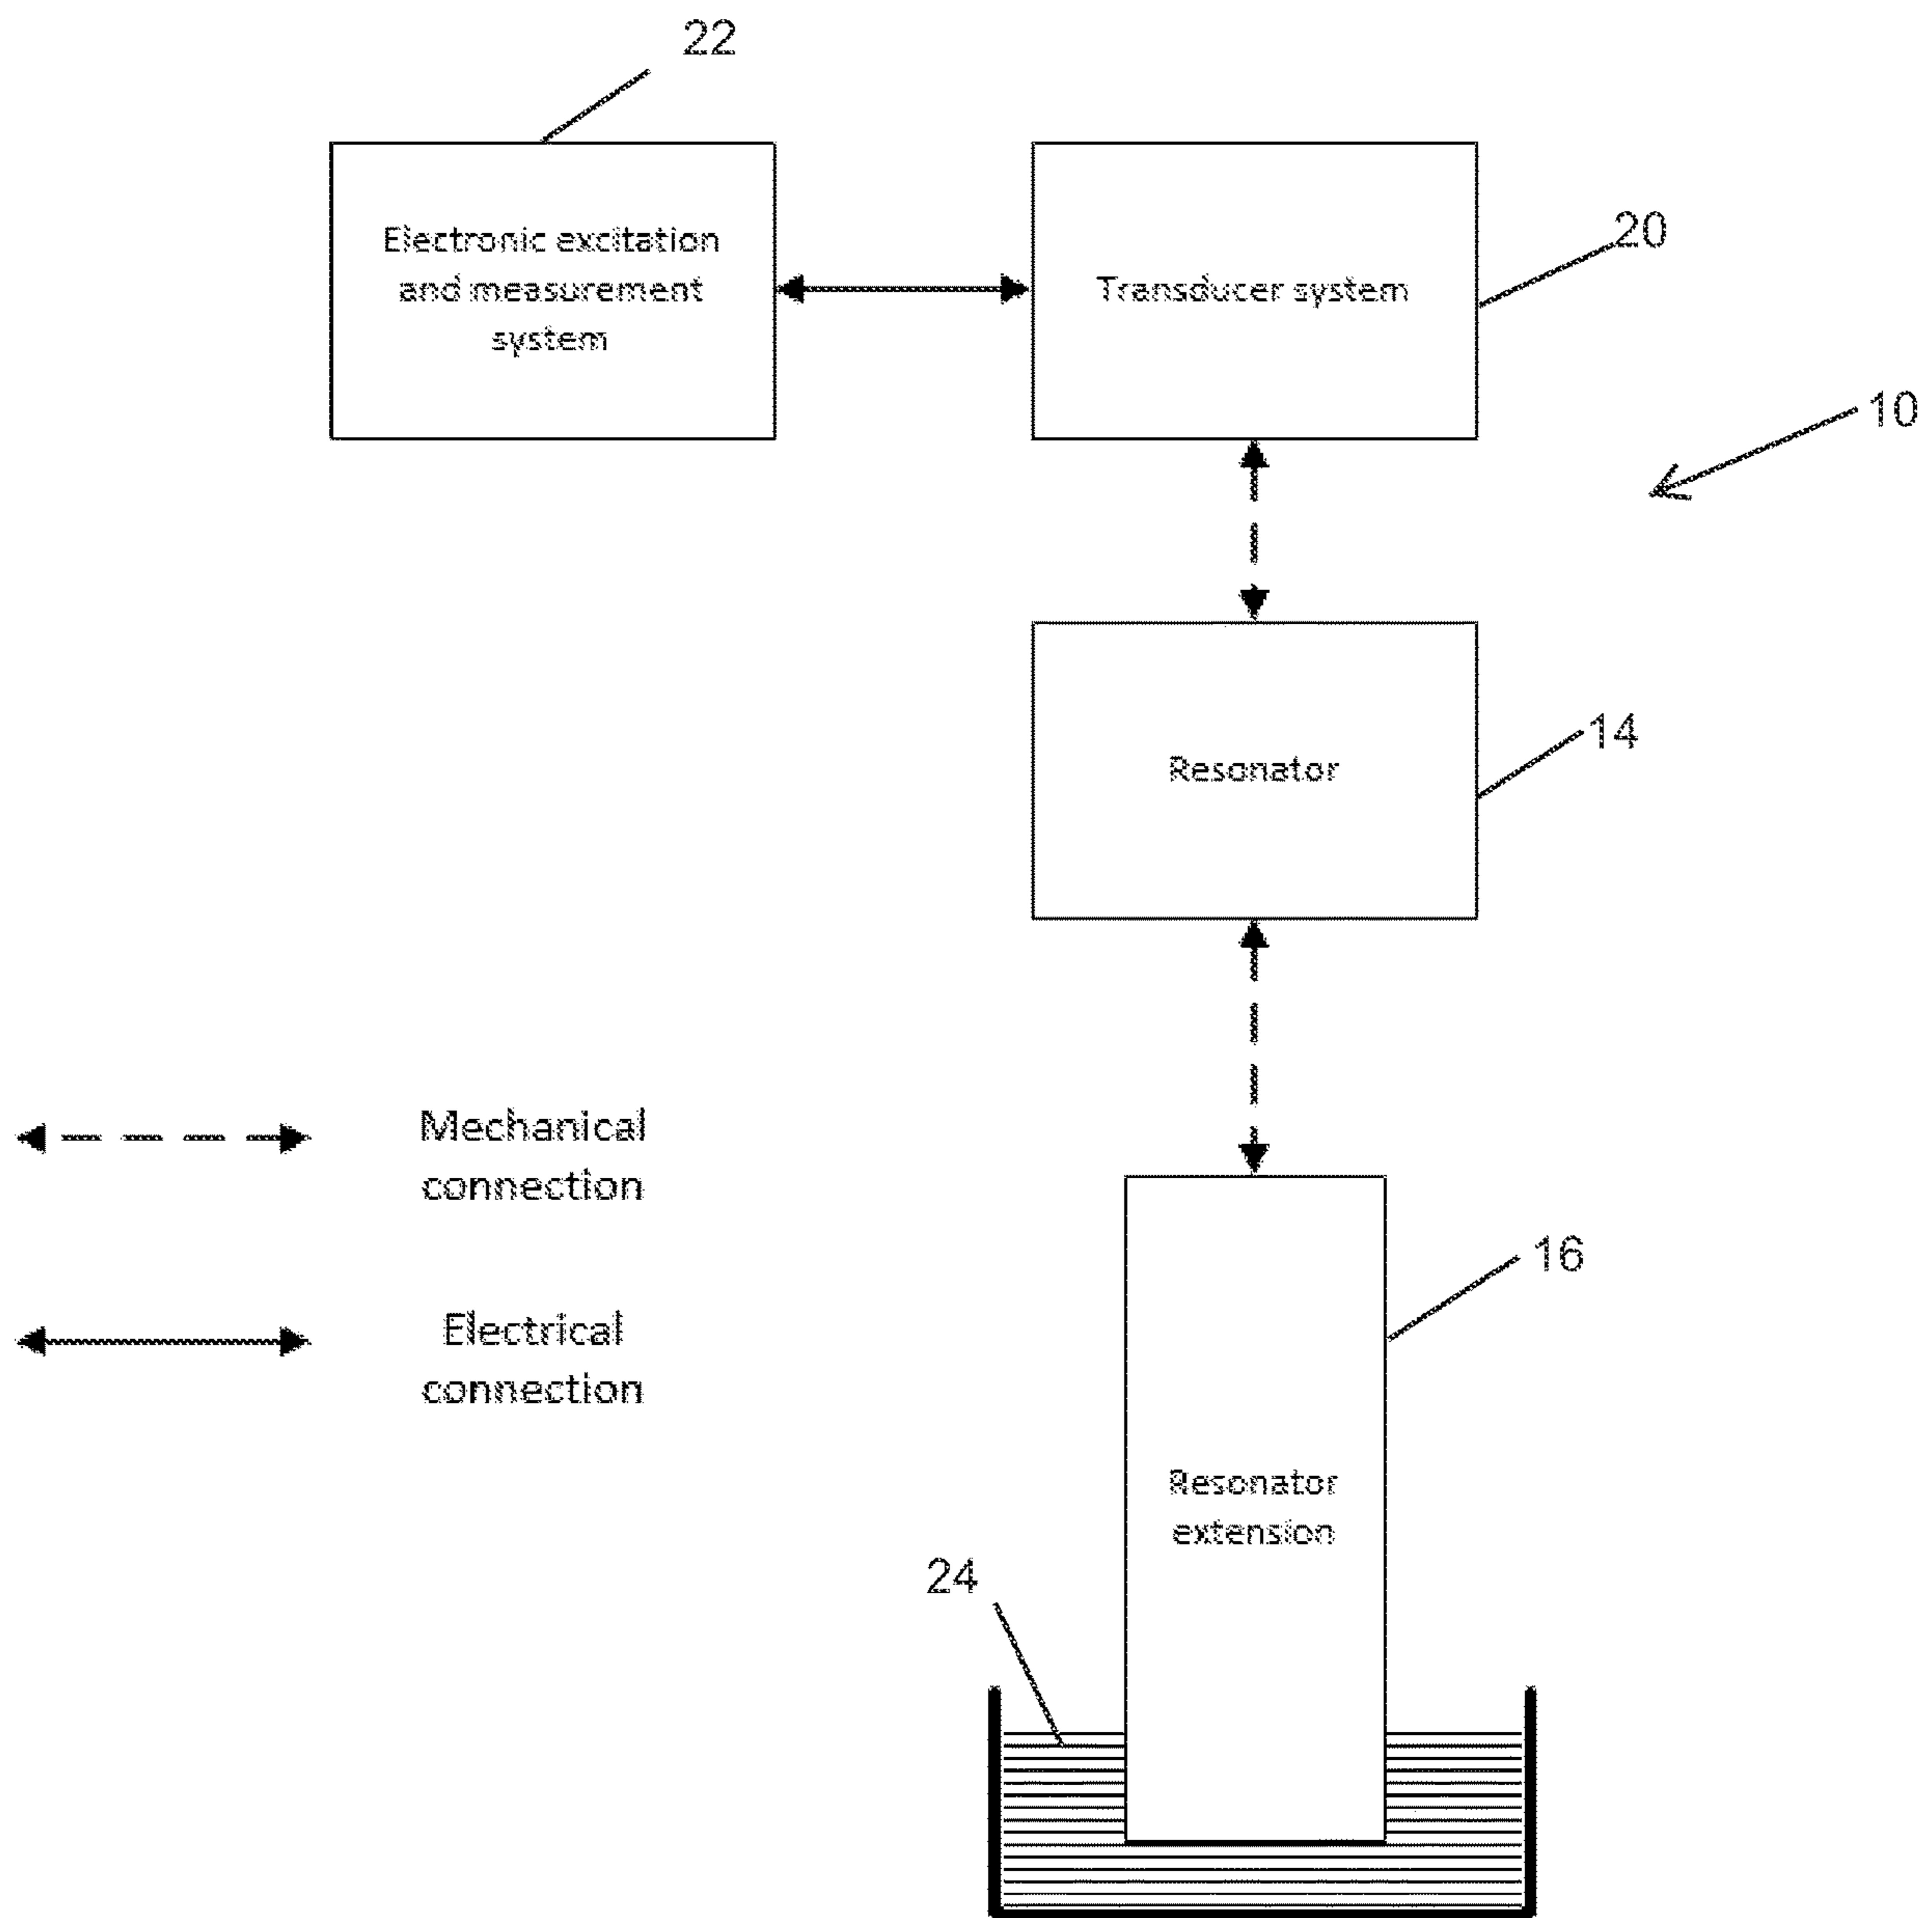 22
Electronic excitation
and measurement
system
Transducer system
20
10
Resonator
14
Mechanical
connection
Electrical
connection
16
Resonator
extension
24